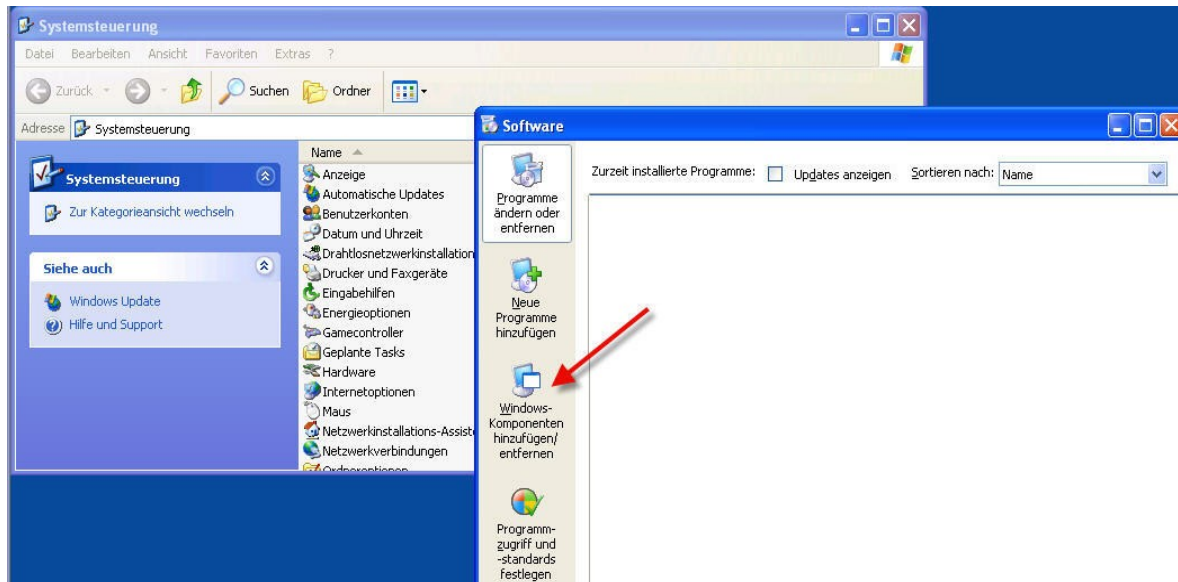 Systemsteuerung
Datei Bearbeiten Ansicht Favoriten Extras ?
Zurück Suchen Ordner
Adresse Systemsteuerung
Systemsteuerung
Zur Kategorieansicht wechseln
Siehe auch
Windows Update
Hilfe und Support
Name
Anzeige
Automatische Updates
Benutzerkonten
Datum und Uhrzeit
Drahtlosnetzwerkinstallation
Drucker und Faxgeräte
Eingabehilfen
Energieoptionen
Gamecontroller
Geplante Tasks
Hardware
Internetoptionen
Maus
Netzwerkinstallations-Assist
Netzwerkverbindungen
Ordneroptionen
Software
Programme
ändern oder
entfernen
Neue
Programme
hinzufügen
Windows-
Komponenten
hinzufügen/
entfernen
Programm-
zugriff und
-standards
festlegen
Zurzeit installierte Programme: Updates anzeigen Sortieren nach: Name